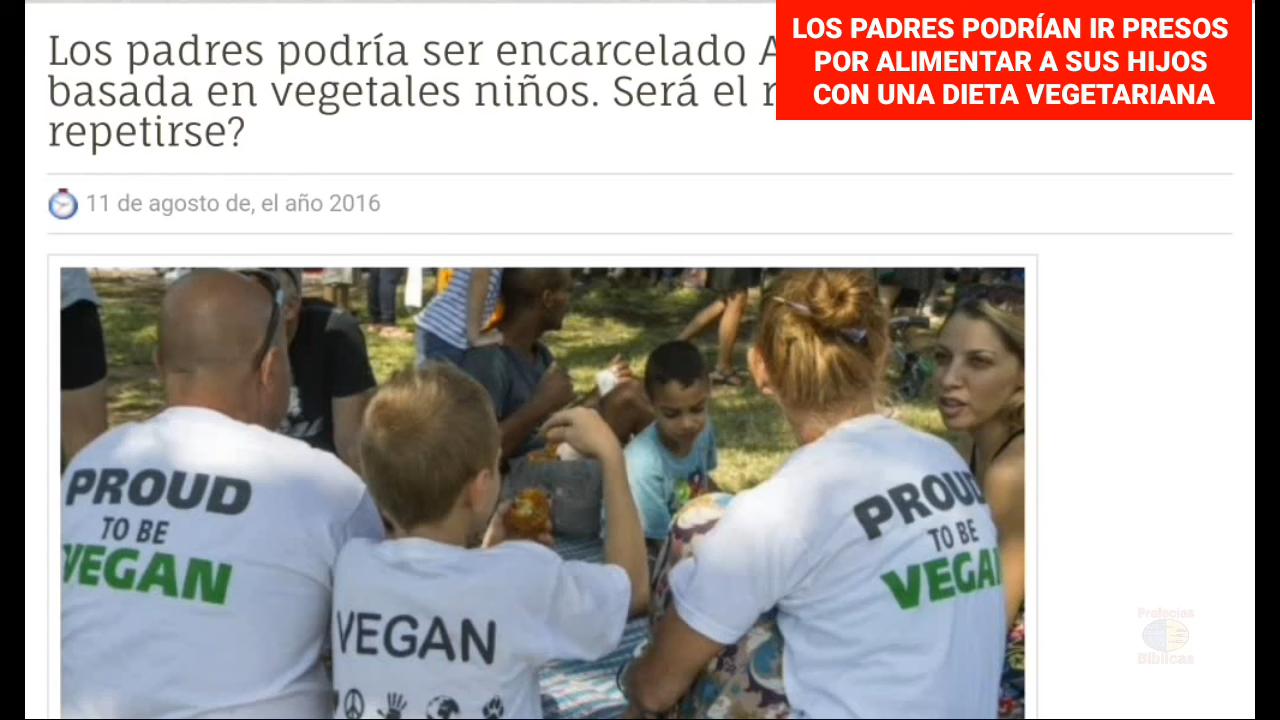 Los padres podría ser encarcelado A
basada en vegetales niños. Será el
repetirse?
LOS PADRES PODRÍAN IR PRESOS
POR ALIMENTAR A SUS HIJOS
CON UNA DIETA VEGETARIANA
11 de agosto de, el año 2016
PROUD
TO BE
VEGAN
VEGAN
PROUD
TO BE
VEGAN
Profecías
Bíblicas